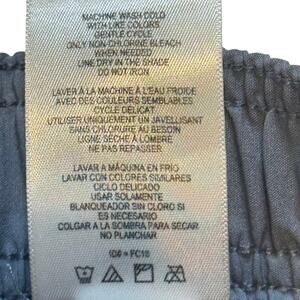 MACHINE WASH COLD
WITH LIKE COLORS
GENTLE CYCLE
ONLY NON-CHLORINE BLEACH
WHEN NEEDED
LINE DRY IN THE SHADE
DO NOT IRON
LAVER À LA MACHINE À L'EAU FROIDE
AVEC DES COULEURS SEMBLABLES
CYCLE DELICAT
UTILISER UNIQUEMENT UN JAVELLISANT
SANS CHLORURE AU BESOIN
LIGNE SÈCHE À L'OMBRE
NE PAS REPASSER
LAVAR A MÁQUINA EN FRÍO
LAVAR CON COLORES SIMILARES
CICLO DELICADO
USAR SOLAMENTE
BLANQUEADOR SIN CLORO SI
ES NECESARIO
COLGAR A LA SOMBRA PARA SECAR
NO PLANCHAR
ID# = FC18